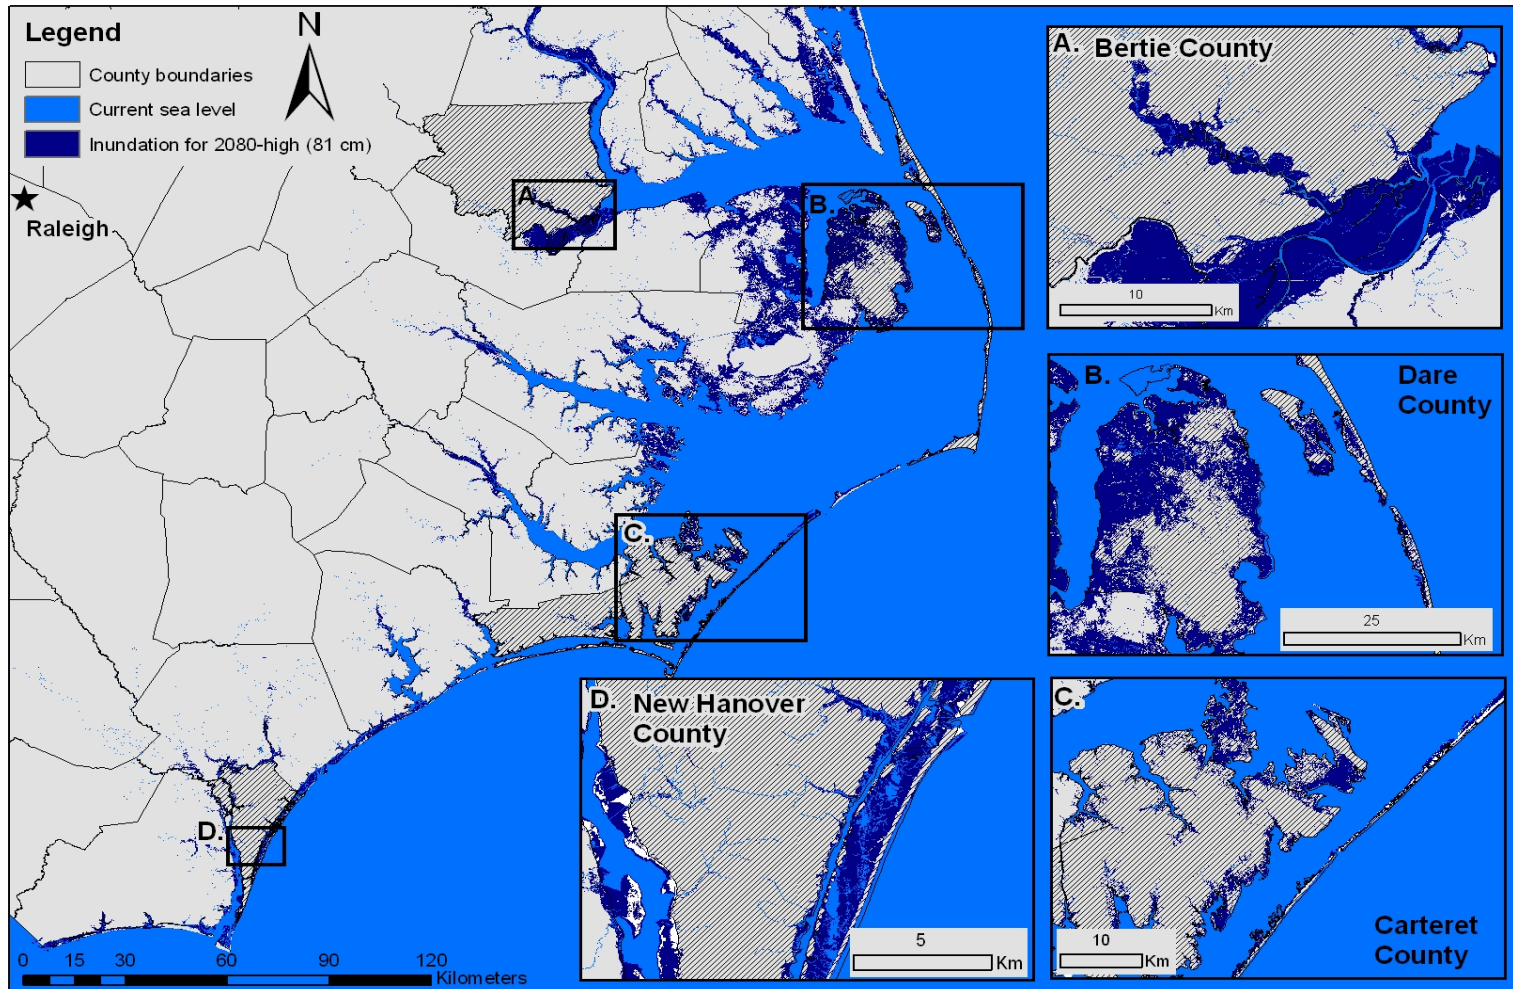 Legend
County boundaries
Current sea level
Inundation for 2080-high (81 cm)
N
Raleigh
A.
B.
C.
D.
0 15 30 60 90 120
Kilometers
A. Bertie County
10
Km
B. Dare
County
25
Km
D. New Hanover
County
5
Km
C.
10
Km
Carteret
County